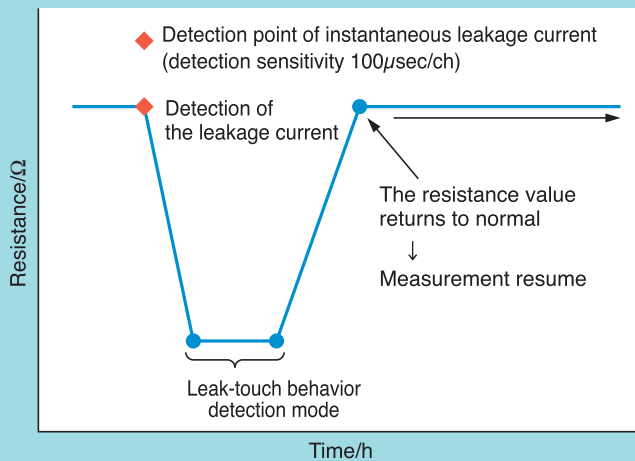 Detection point of instantaneous leakage current
(detection sensitivity 100μsec/ch)
Detection of
the leakage current
The resistance value
returns to normal
↓
Measurement resume
Leak-touch behavior
detection mode
Resistance/Ω
Time/h